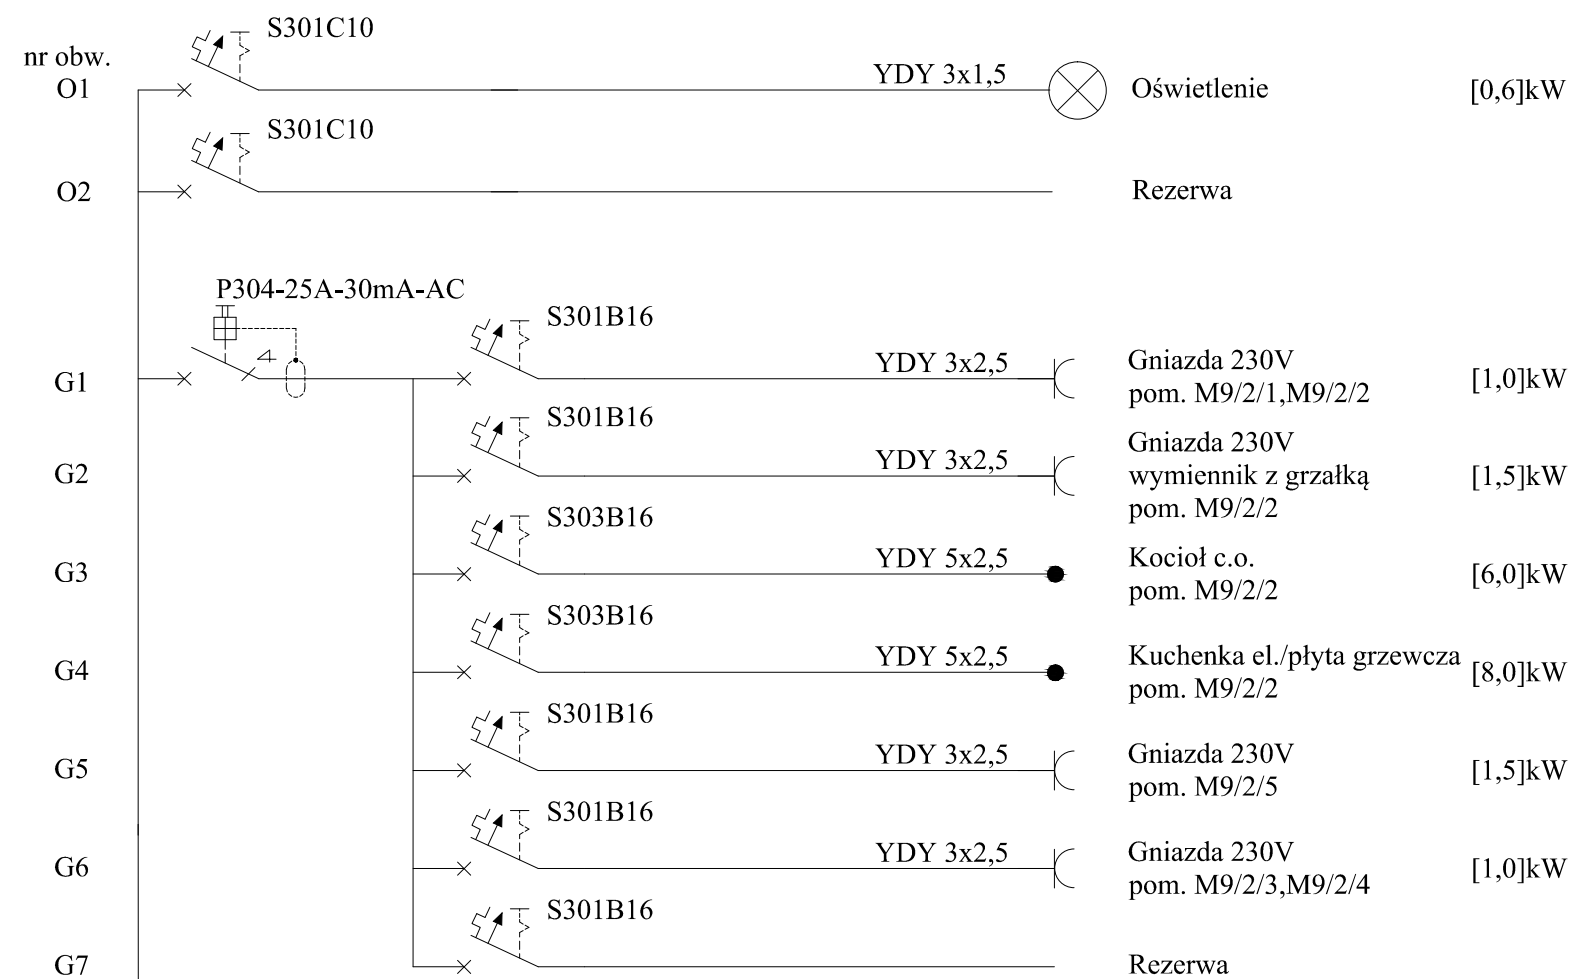 nr obw.
S301C10
O1
YDY 3x1,5
Oświetlenie
[0,6]kW
S301C10
O2
Rezerwa
P304-25A-30mA-AC
4
G1
S301B16
YDY 3x2,5
Gniazda 230V
pom. M9/2/1,M9/2/2
[1,0]kW
G2
S301B16
YDY 3x2,5
Gniazda 230V
wymiennik z grzałką
pom. M9/2/2
[1,5]kW
G3
S303B16
YDY 5x2,5
Kocioł c.o.
pom. M9/2/2
[6,0]kW
G4
S303B16
YDY 5x2,5
Kuchenka el./płyta grzewcza
pom. M9/2/2
[8,0]kW
G5
S301B16
YDY 3x2,5
Gniazda 230V
pom. M9/2/5
[1,5]kW
G6
S301B16
YDY 3x2,5
Gniazda 230V
pom. M9/2/3,M9/2/4
[1,0]kW
G7
S301B16
Rezerwa